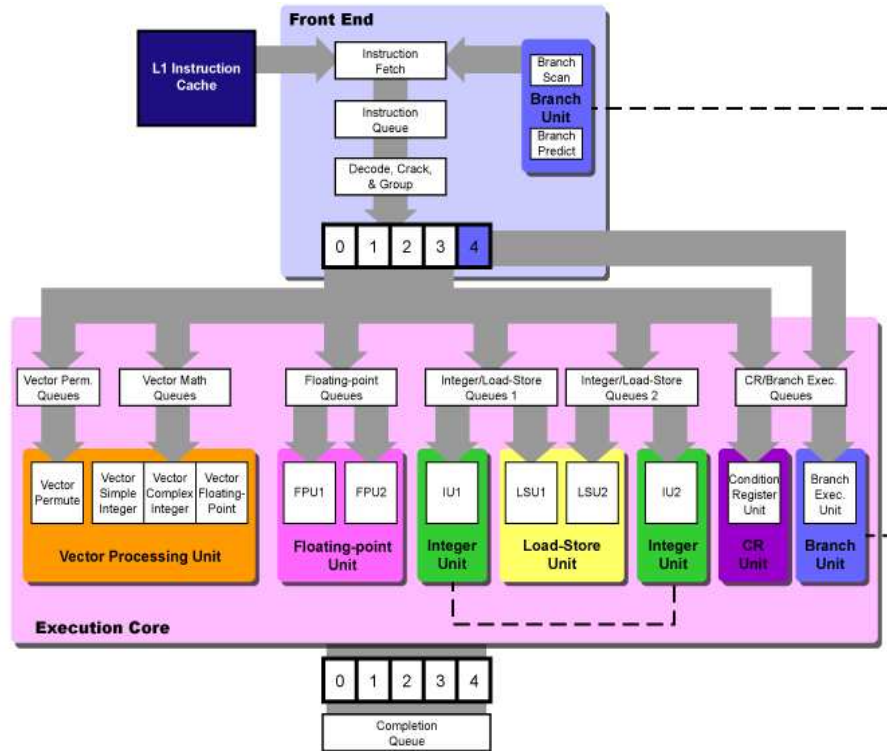 Front End
L1 Instruction
Cache
Instruction
Fetch
Branch
Scan
Branch
Unit
Branch
Predict
Instruction
Queue
Decode, Crack,
& Group
0 1 2 3 4
Vector Perm.
Queues
Vector Math
Queues
Floating-point
Queues
Integer/Load-Store
Queues 1
Integer/Load-Store
Queues 2
CR/Branch Exec.
Queues
Vector
Permute
Vector
Simple
Integer
Vector
Complex
Integer
Vector
Floating-
Point
Vector Processing Unit
FPU1 FPU2
Floating-point
Unit
IU1
Integer
Unit
LSU1 LSU2
Load-Store
Unit
IU2
Integer
Unit
Condition
Register
Unit
CR
Unit
Branch
Exec.
Unit
Branch
Unit
Execution Core
0 1 2 3 4
Completion
Queue